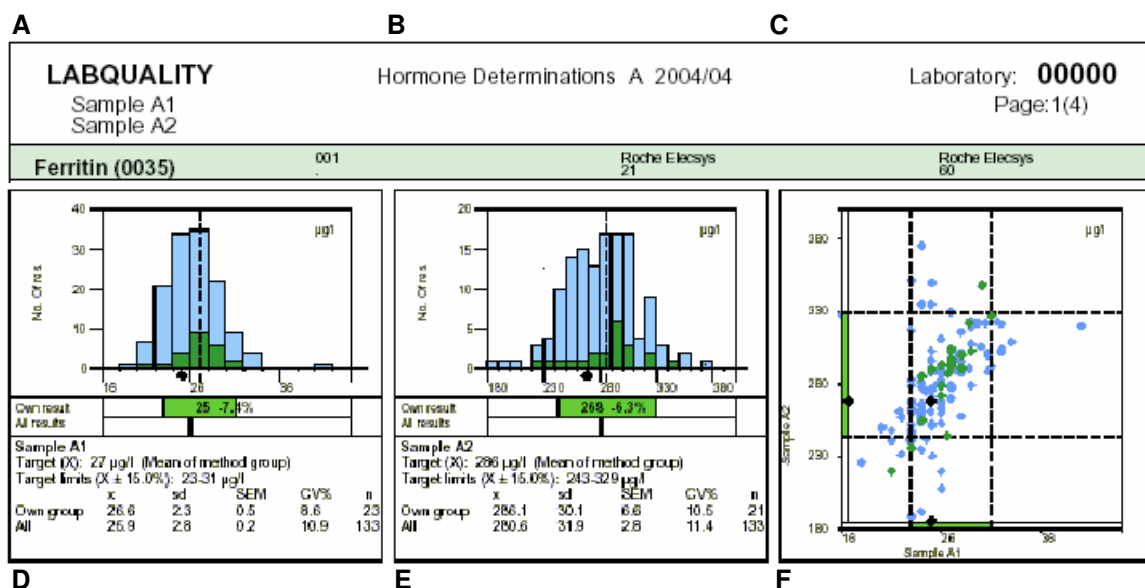 A B C
LABQUALITY Hormone Determinations A 2004/04 Laboratory: 00000
Sample A1 Page:1(4)
Sample A2
Ferritin (0035) 001 Roche Elecsys Roche Elecsys
. 21 60
40 µg/l 20 µg/l µg/l
380
30 15
No. Of res. No. Of res.
330
20 10
10 5 280
0 0
16 26 36 180 230 280 330 380
Own result 25 -7.4% Own result 268 -6.3%
All results All results
Sample A2
230
Sample A1 Sample A2
Target (X): 27 µg/l (Mean of method group) Target (X): 286 µg/l (Mean of method group)
Target limits (X ± 15.0%): 23-31 µg/l Target limits (X ± 15.0%): 243-329 µg/l
x sd SEM CV% n x sd SEM CV% n
Own group 26.6 2.3 0.5 8.6 23 Own group 286.1 30.1 6.6 10.5 21
All 25.9 2.8 0.2 10.9 133 All 280.6 31.9 2.8 11.4 133
180
16 26 36
Sample A1
D E F